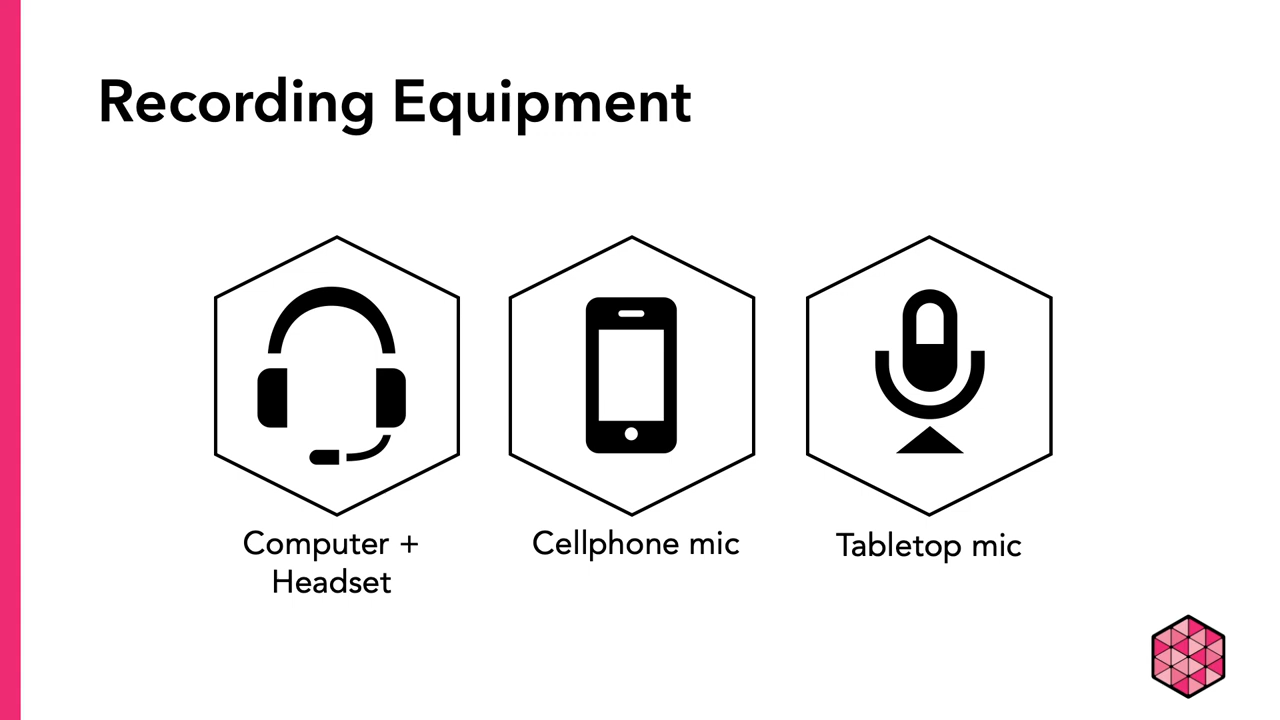 Recording Equipment
Computer +
Headset
Cellphone mic
Tabletop mic